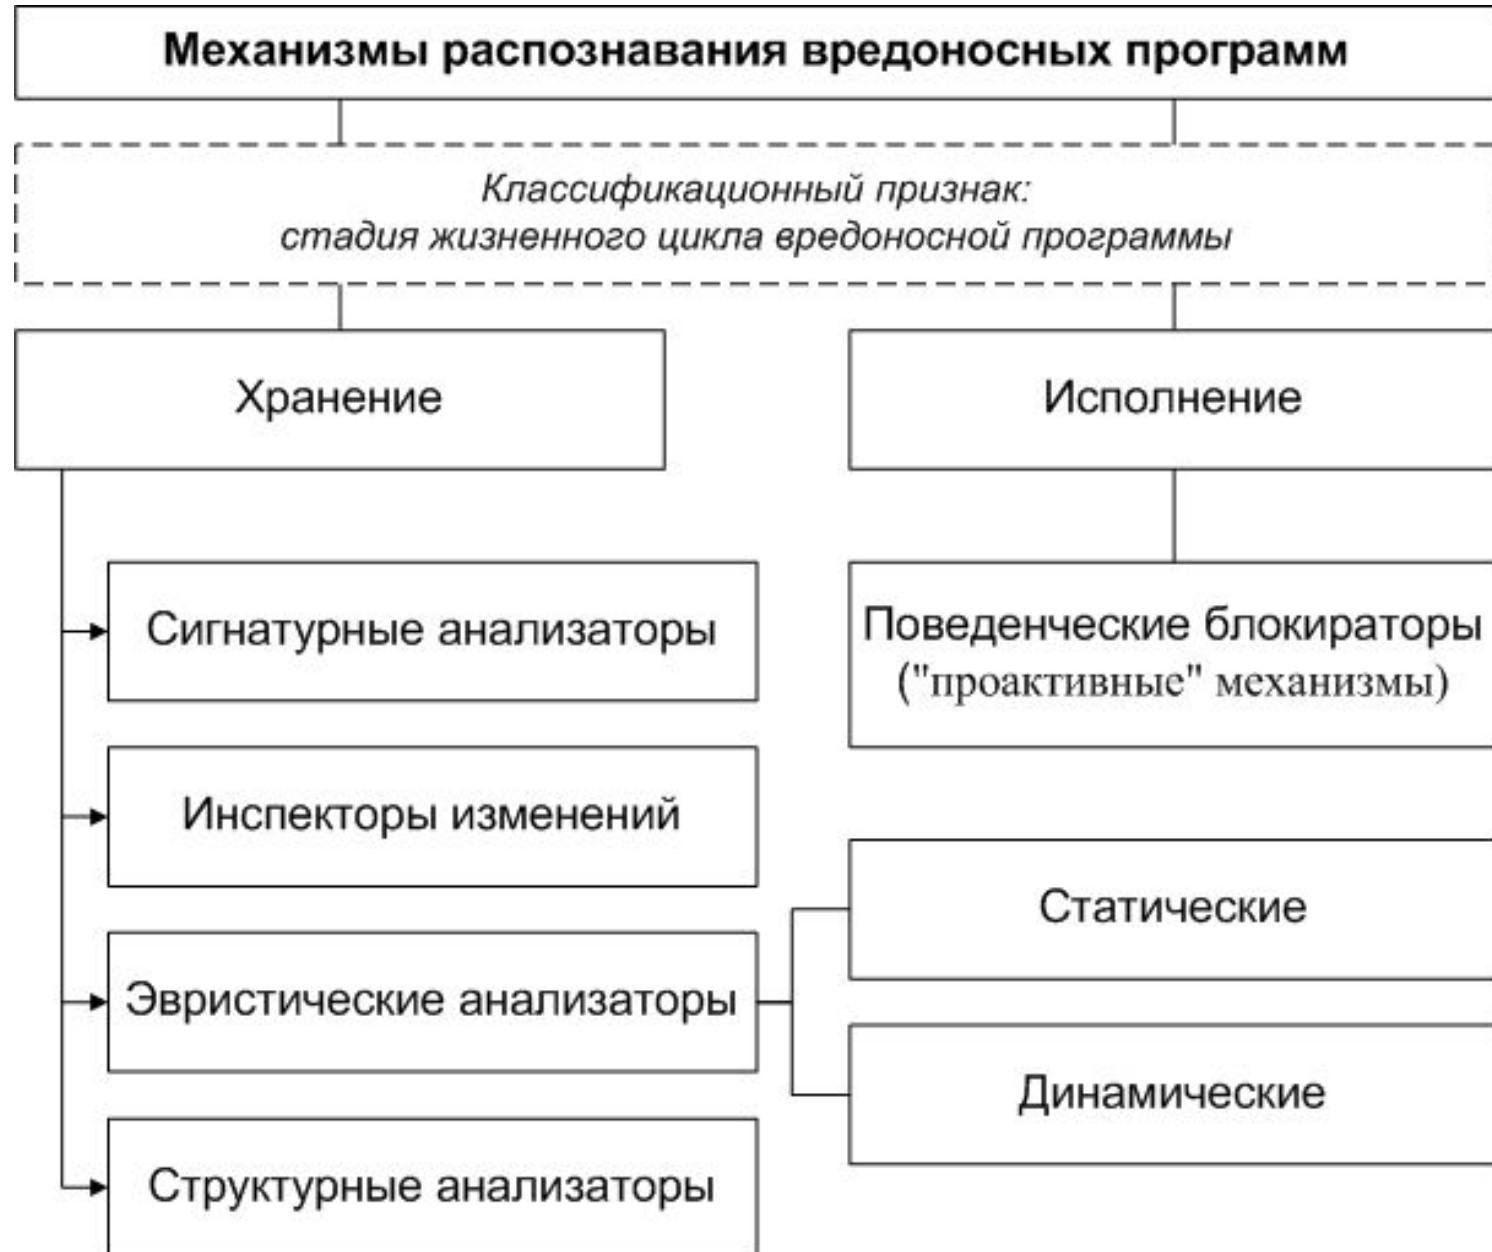 Механизмы распознавания вредоносных программ
Классификационный признак:
стадия жизненного цикла вредоносной программы
Хранение
Исполнение
Сигнатурные анализаторы
Поведенческие блокираторы
("проактивные" механизмы)
Инспекторы изменений
Статические
Эвристические анализаторы
Динамические
Структурные анализаторы